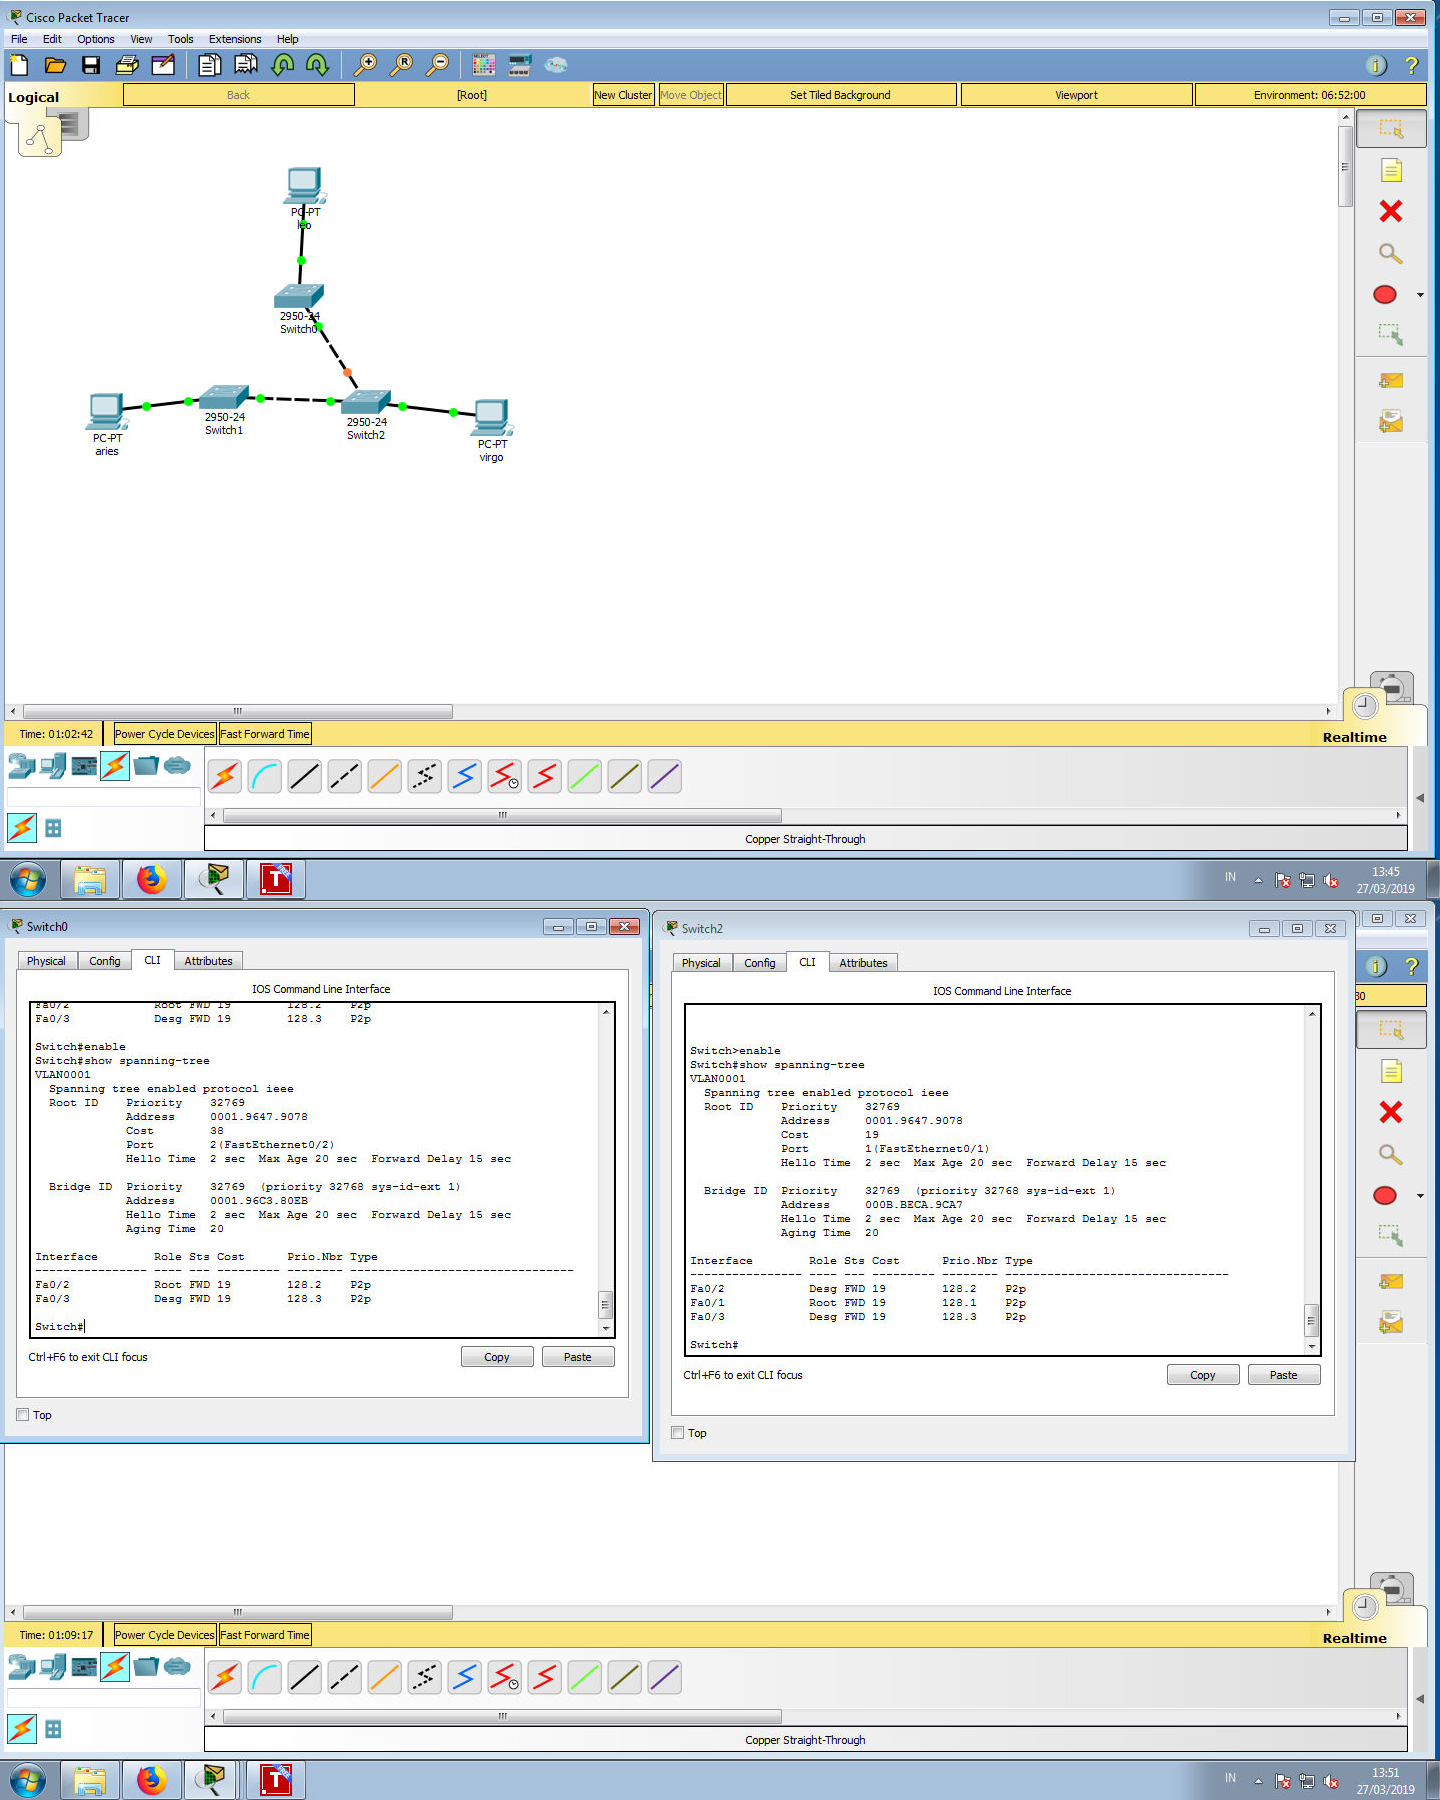 Cisco Packet Tracer
File Edit Options View Tools Extensions Help
Logical Back [Root] New Cluster Move Object Set Tiled Background Viewport Environment: 06:52:00
PC-PT
leo
2950-24
Switch0
2950-24
Switch1
2950-24
Switch2
PC-PT
aries
PC-PT
virgo
Time: 01:02:42 Power Cycle Devices Fast Forward Time Realtime
Copper Straight-Through
IN 13:45
27/03/2019
Switch0
Physical Config CLI Attributes
IOS Command Line Interface
Fa0/2 Root FWD 19 128.2 P2p
Fa0/3 Desg FWD 19 128.3 P2p
Switch#enable
Switch#show spanning-tree
VLAN0001
Spanning tree enabled protocol ieee
Root ID Priority 32769
Address 0001.9647.9078
Cost 38
Port 2(FastEthernet0/2)
Hello Time 2 sec Max Age 20 sec Forward Delay 15 sec
Bridge ID Priority 32769 (priority 32768 sys-id-ext 1)
Address 0001.96C3.80EB
Hello Time 2 sec Max Age 20 sec Forward Delay 15 sec
Aging Time 20
Interface Role Sts Cost Prio.Nbr Type
---------------- ---- --- --------- -------- --------------------------------
Fa0/2 Root FWD 19 128.2 P2p
Fa0/3 Desg FWD 19 128.3 P2p
Switch#
Ctrl+F6 to exit CLI focus Copy Paste
Top
Switch2
Physical Config CLI Attributes
IOS Command Line Interface
Switch>enable
Switch#show spanning-tree
VLAN0001
Spanning tree enabled protocol ieee
Root ID Priority 32769
Address 0001.9647.9078
Cost 19
Port 1(FastEthernet0/1)
Hello Time 2 sec Max Age 20 sec Forward Delay 15 sec
Bridge ID Priority 32769 (priority 32768 sys-id-ext 1)
Address 000B.BECA.9CA7
Hello Time 2 sec Max Age 20 sec Forward Delay 15 sec
Aging Time 20
Interface Role Sts Cost Prio.Nbr Type
---------------- ---- --- --------- -------- --------------------------------
Fa0/2 Desg FWD 19 128.2 P2p
Fa0/1 Root FWD 19 128.1 P2p
Fa0/3 Desg FWD 19 128.3 P2p
Switch#
Ctrl+F6 to exit CLI focus Copy Paste
Top
30
Time: 01:09:17 Power Cycle Devices Fast Forward Time Realtime
Copper Straight-Through
IN 13:51
27/03/2019